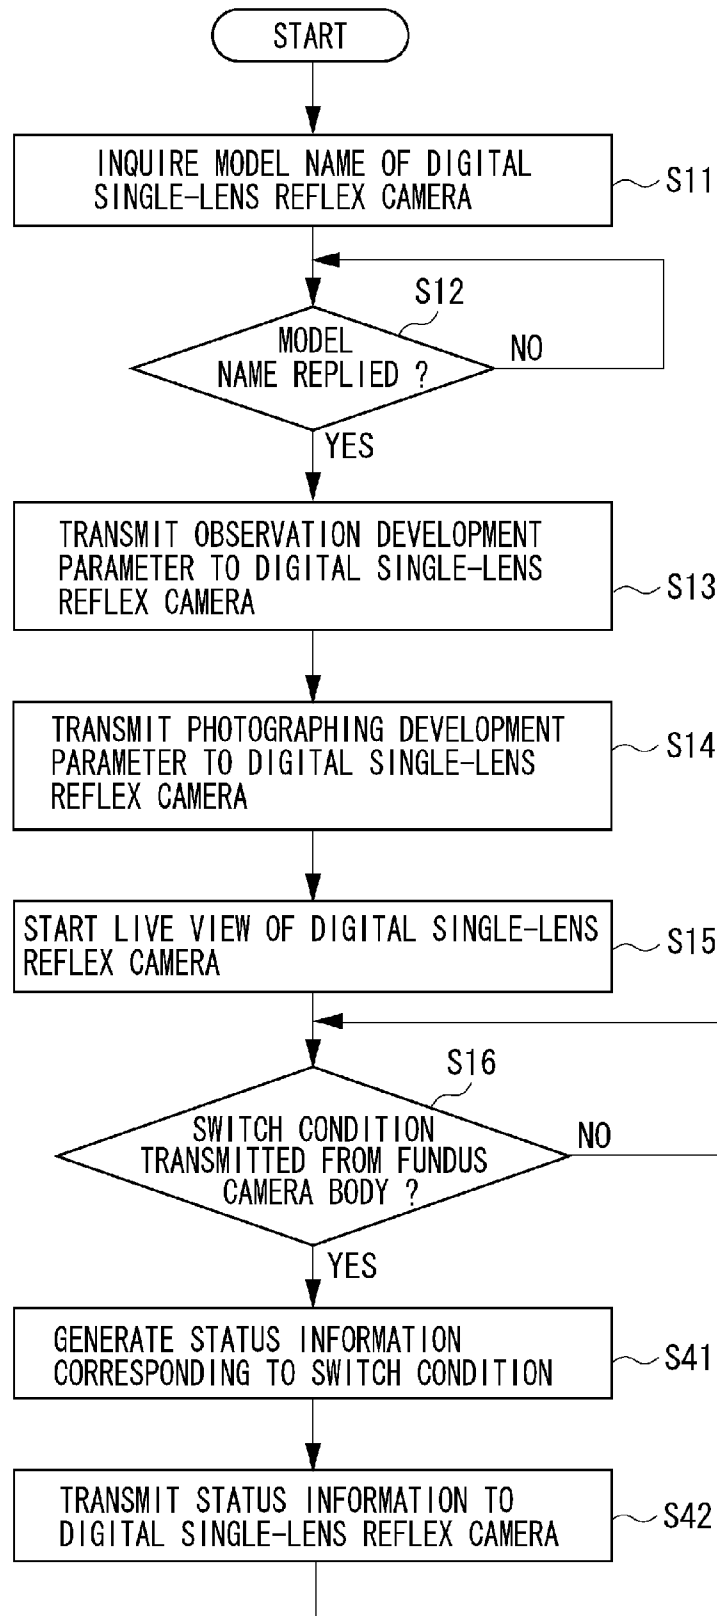 START
INQUIRE MODEL NAME OF DIGITAL
SINGLE-LENS REFLEX CAMERA
S11
S12
MODEL
NAME REPLIED ?
NO
YES
TRANSMIT OBSERVATION DEVELOPMENT
PARAMETER TO DIGITAL SINGLE-LENS
REFLEX CAMERA
S13
TRANSMIT PHOTOGRAPHING DEVELOPMENT
PARAMETER TO DIGITAL SINGLE-LENS
REFLEX CAMERA
S14
START LIVE VIEW OF DIGITAL SINGLE-LENS
REFLEX CAMERA
S15
S16
SWITCH CONDITION
TRANSMITTED FROM FUNDUS
CAMERA BODY ?
NO
YES
GENERATE STATUS INFORMATION
CORRESPONDING TO SWITCH CONDITION
S41
TRANSMIT STATUS INFORMATION TO
DIGITAL SINGLE-LENS REFLEX CAMERA
S42